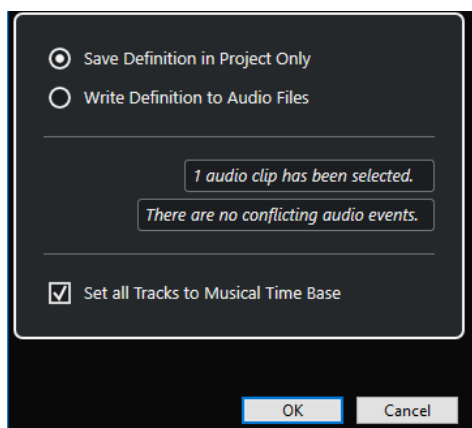 Save Definition in Project Only
Write Definition to Audio Files
1 audio clip has been selected.
There are no conflicting audio events.
Set all Tracks to Musical Time Base
OK
Cancel